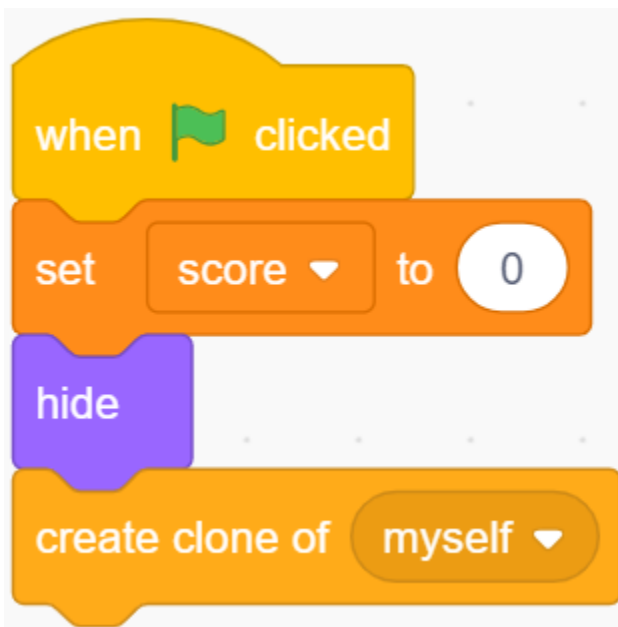 when clicked
set score to 0
hide
create clone of myself